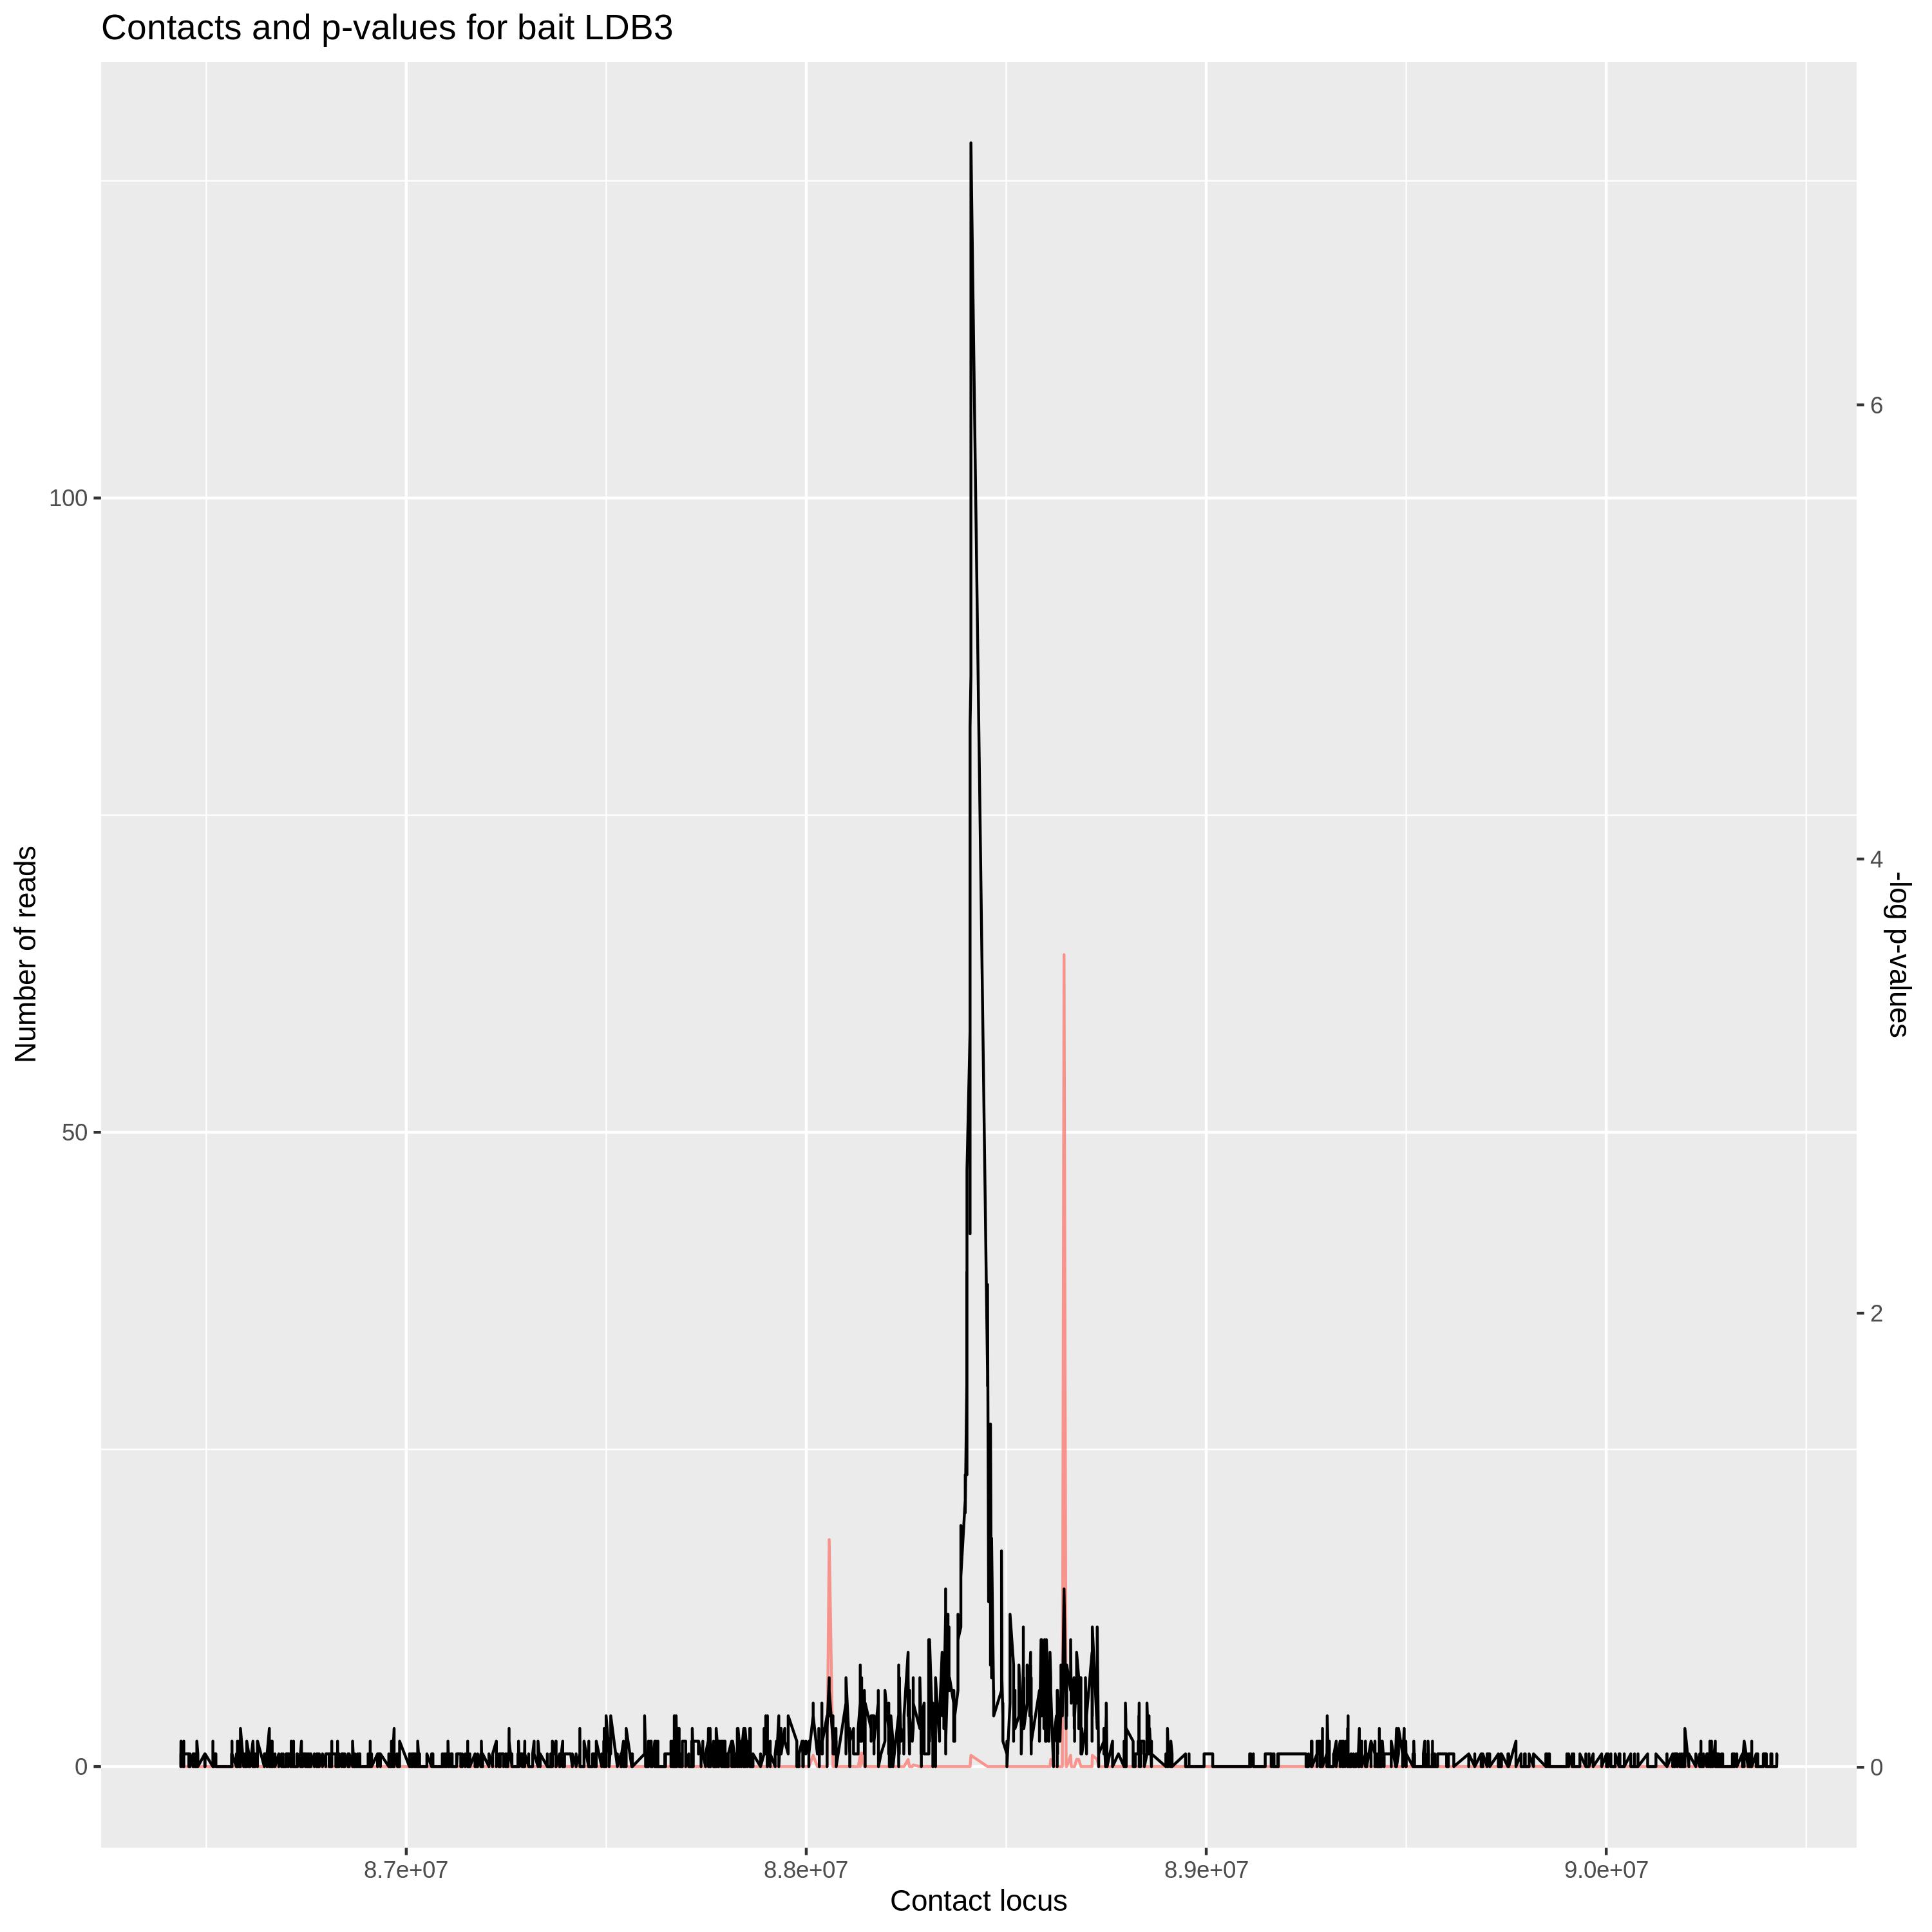 Contacts and p-values for bait LDB3
100
50
0
Number of reads
6
4
2
0
-log p-values
8.7e+07
8.8e+07
8.9e+07
9.0e+07
Contact locus